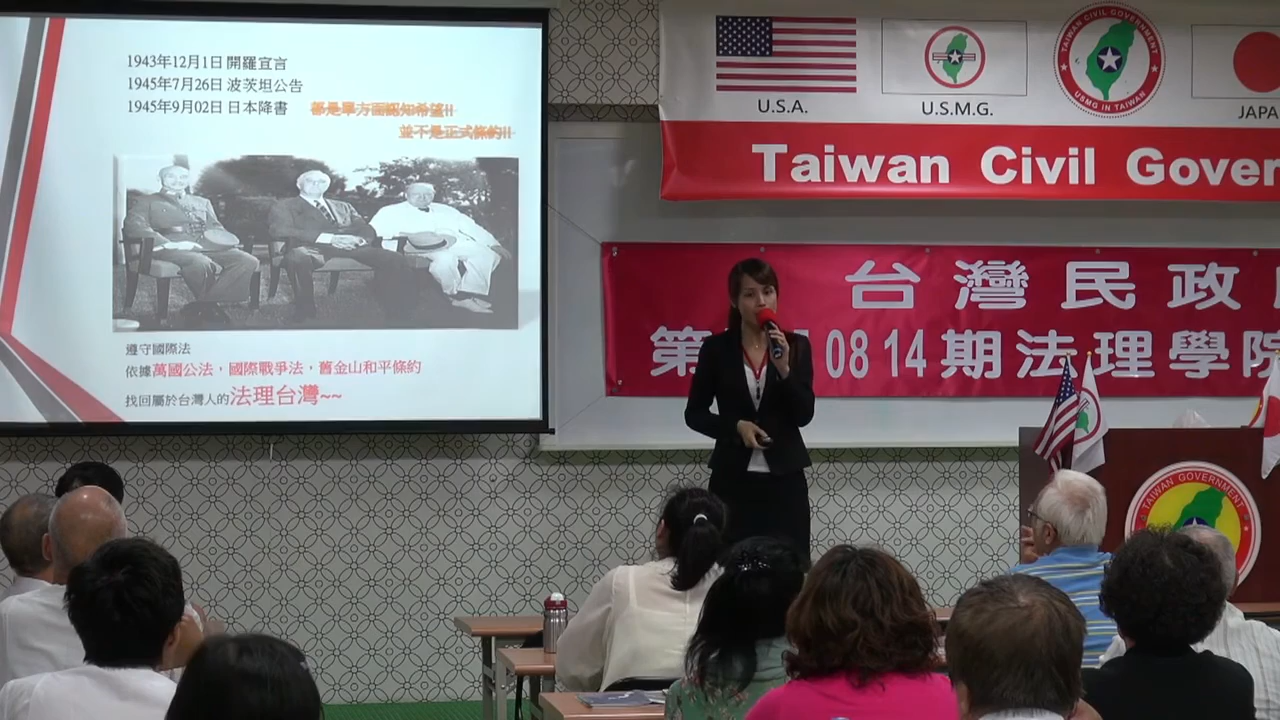 1943年12月1日 開羅宣言
1945年7月26日 波茨坦公告
1945年9月02日 日本降書 都是單方面認知希望!!
並不是正式條約!!
遵守國際法
依據萬國公法，國際戰爭法，舊金山和平條約
找回屬於台灣人的法理台灣~~
U.S.A.
U.S.M.G.
TAIWAN CIVIL GOVERNMENT
USMG IN TAIWAN
JAPA
Taiwan Civil Gover
台灣民政
第 08 14期法理學院
TAIWAN GOVERNMENT